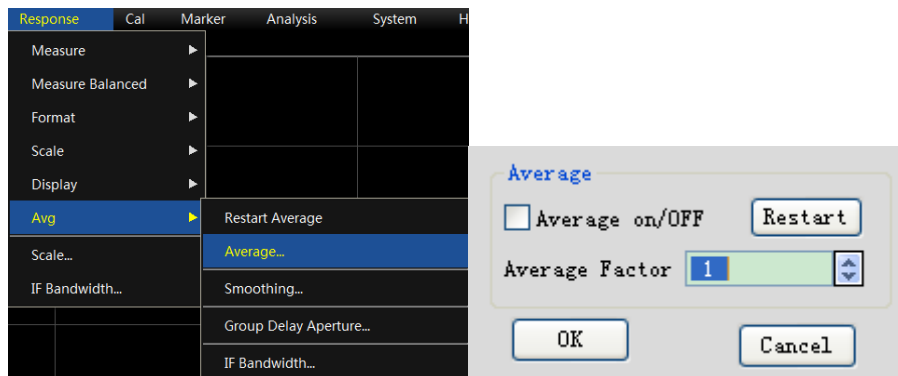 Response Cal Marker Analysis System H
Measure
Measure Balanced
Format
Scale
Display
Avg
Scale...
IF Bandwidth...
Restart Average
Average...
Smoothing...
Group Delay Aperture...
IF Bandwidth...
Average
Average on/OFF Restart
Average Factor 1
OK Cancel